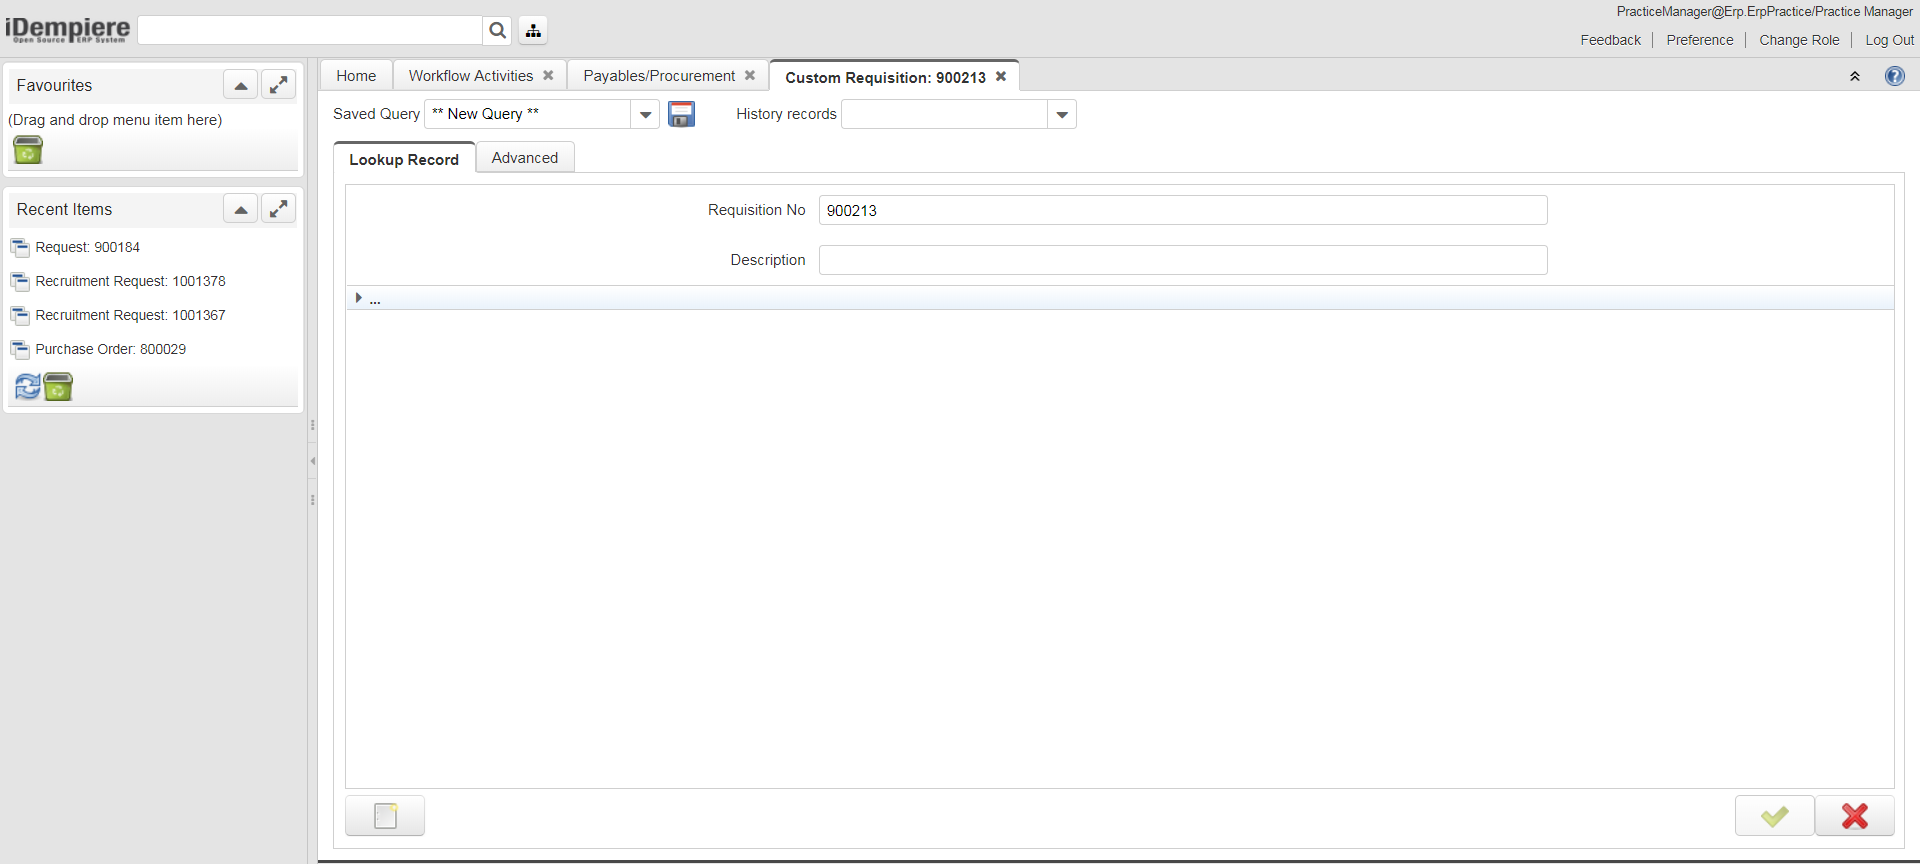 iDempiere
Open Source ERP System
PracticeManager@Erp.ErpPractice/Practice Manager
Feedback
Preference
Change Role
Log Out
Favourites
(Drag and drop menu item here)
Recent Items
Request: 900184
Recruitment Request: 1001378
Recruitment Request: 1001367
Purchase Order: 800029
Home
Workflow Activities
Payables/Procurement
Custom Requisition: 900213
Saved Query
** New Query **
History records
Lookup Record
Advanced
Requisition No
900213
Description
...